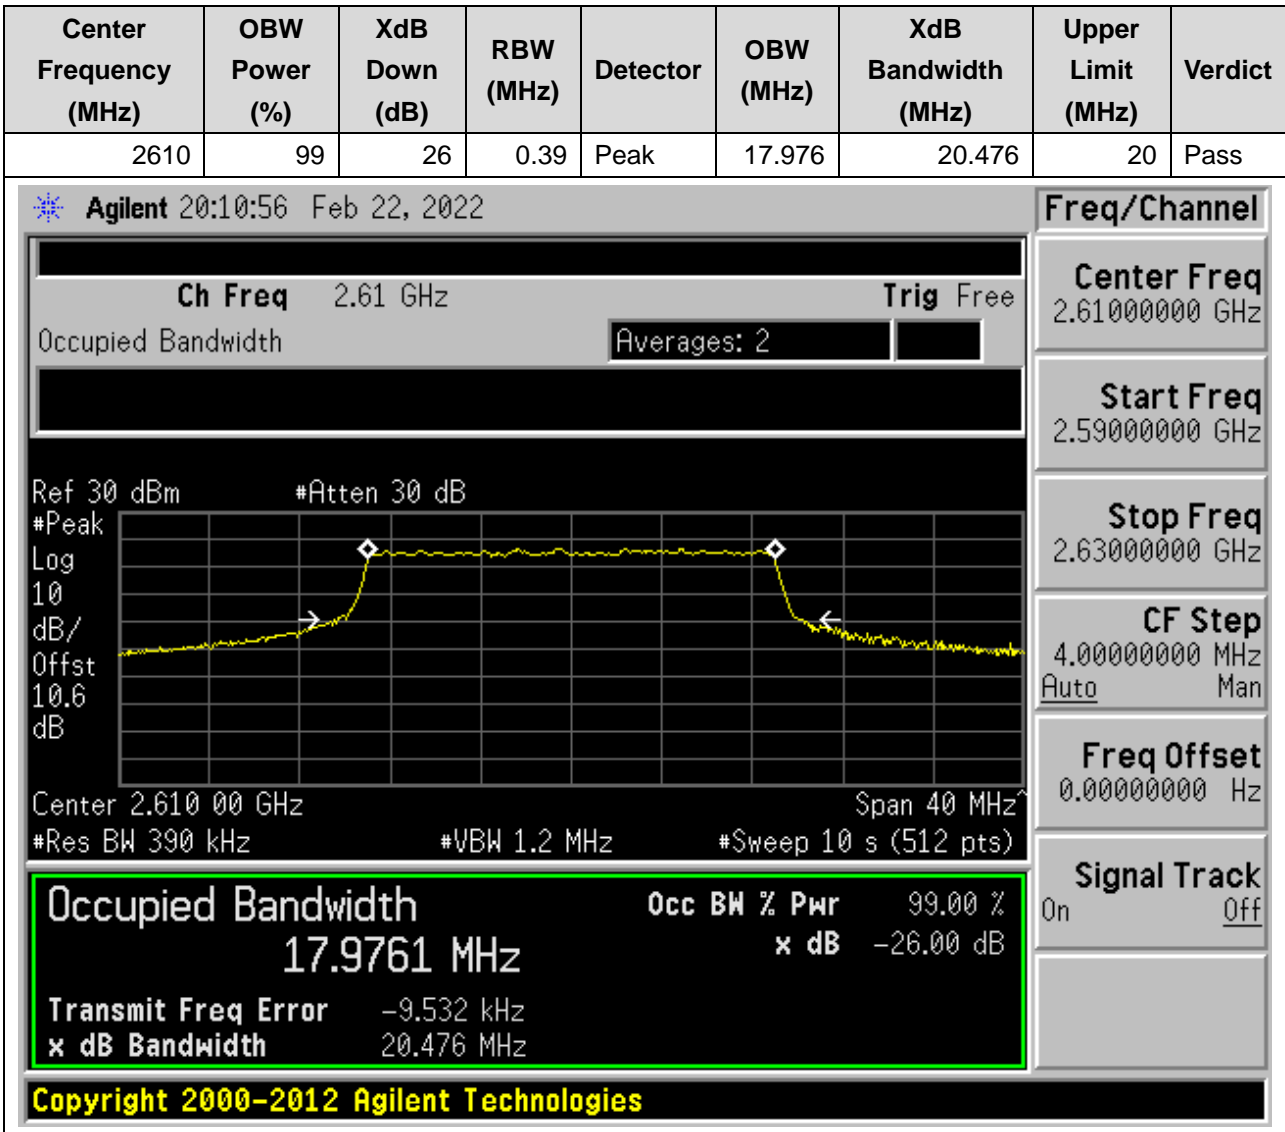 Center Frequency (MHz) OBW Power (%) XdB Down (dB) RBW (MHz) Detector OBW (MHz) XdB Bandwidth (MHz) Upper Limit (MHz) Verdict
2610 99 26 0.39 Peak 17.976 20.476 20 Pass
Agilent 20:10:56 Feb 22, 2022
Freq/Channel
Ch Freq 2.61 GHz Trig Free
Occupied Bandwidth Averages: 2
Ref 30 dBm #Atten 30 dB
#Peak
Log
10
dB/
Offst
10.6
dB
Center 2.610 00 GHz Span 40 MHz^
#Res BW 390 kHz #VBW 1.2 MHz #Sweep 10 s (512 pts)
Occupied Bandwidth Occ BW % Pwr 99.00 %
17.9761 MHz x dB -26.00 dB
Transmit Freq Error -9.532 kHz
x dB Bandwidth 20.476 MHz
Center Freq
2.61000000 GHz
Start Freq
2.59000000 GHz
Stop Freq
2.63000000 GHz
CF Step
4.00000000 MHz
Auto Man
Freq Offset
0.00000000 Hz
Signal Track
On Off
Copyright 2000-2012 Agilent Technologies